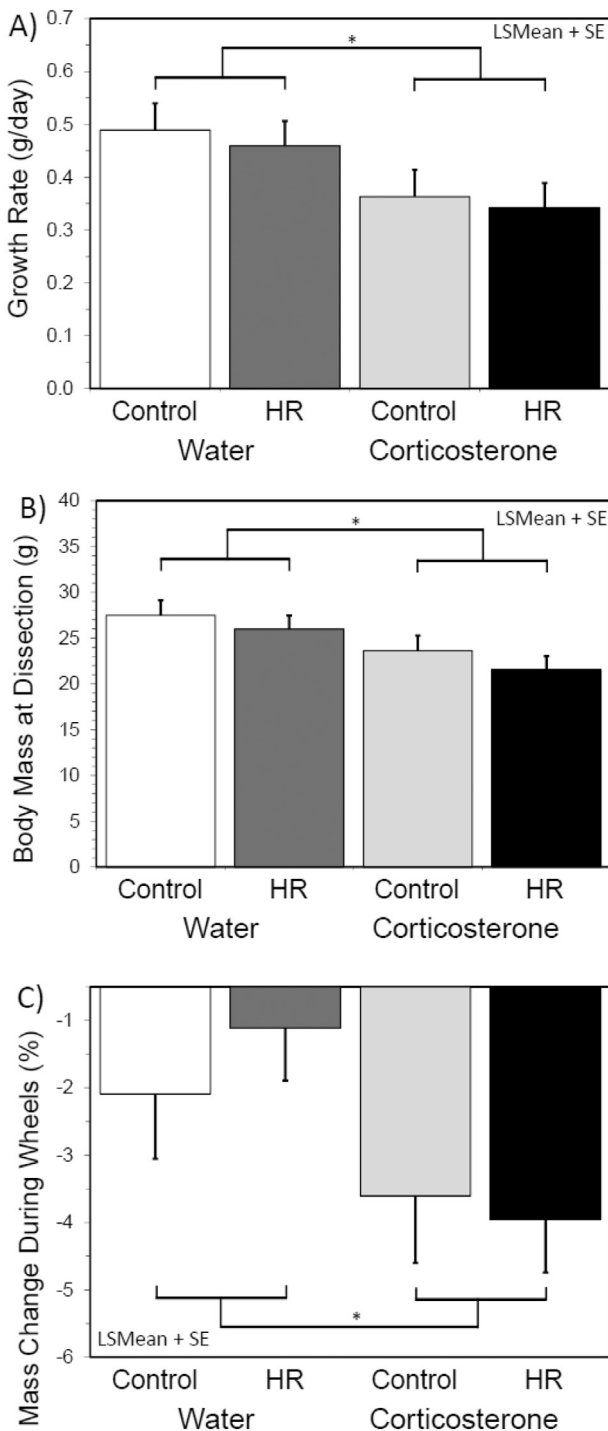 A)
LSMean + SE
*
Growth Rate (g/day)
0.7
0.6
0.5
0.4
0.3
0.2
0.1
0.0
Control HR Control HR
Water Corticosterone
B)
LSMean + SE
*
Body Mass at Dissection (g)
40
35
30
25
20
15
10
5
0
Control HR Control HR
Water Corticosterone
C)
Mass Change During Wheels (%)
-1
-2
-3
-4
-5
-6
*
LSMean + SE
Control HR Control HR
Water Corticosterone